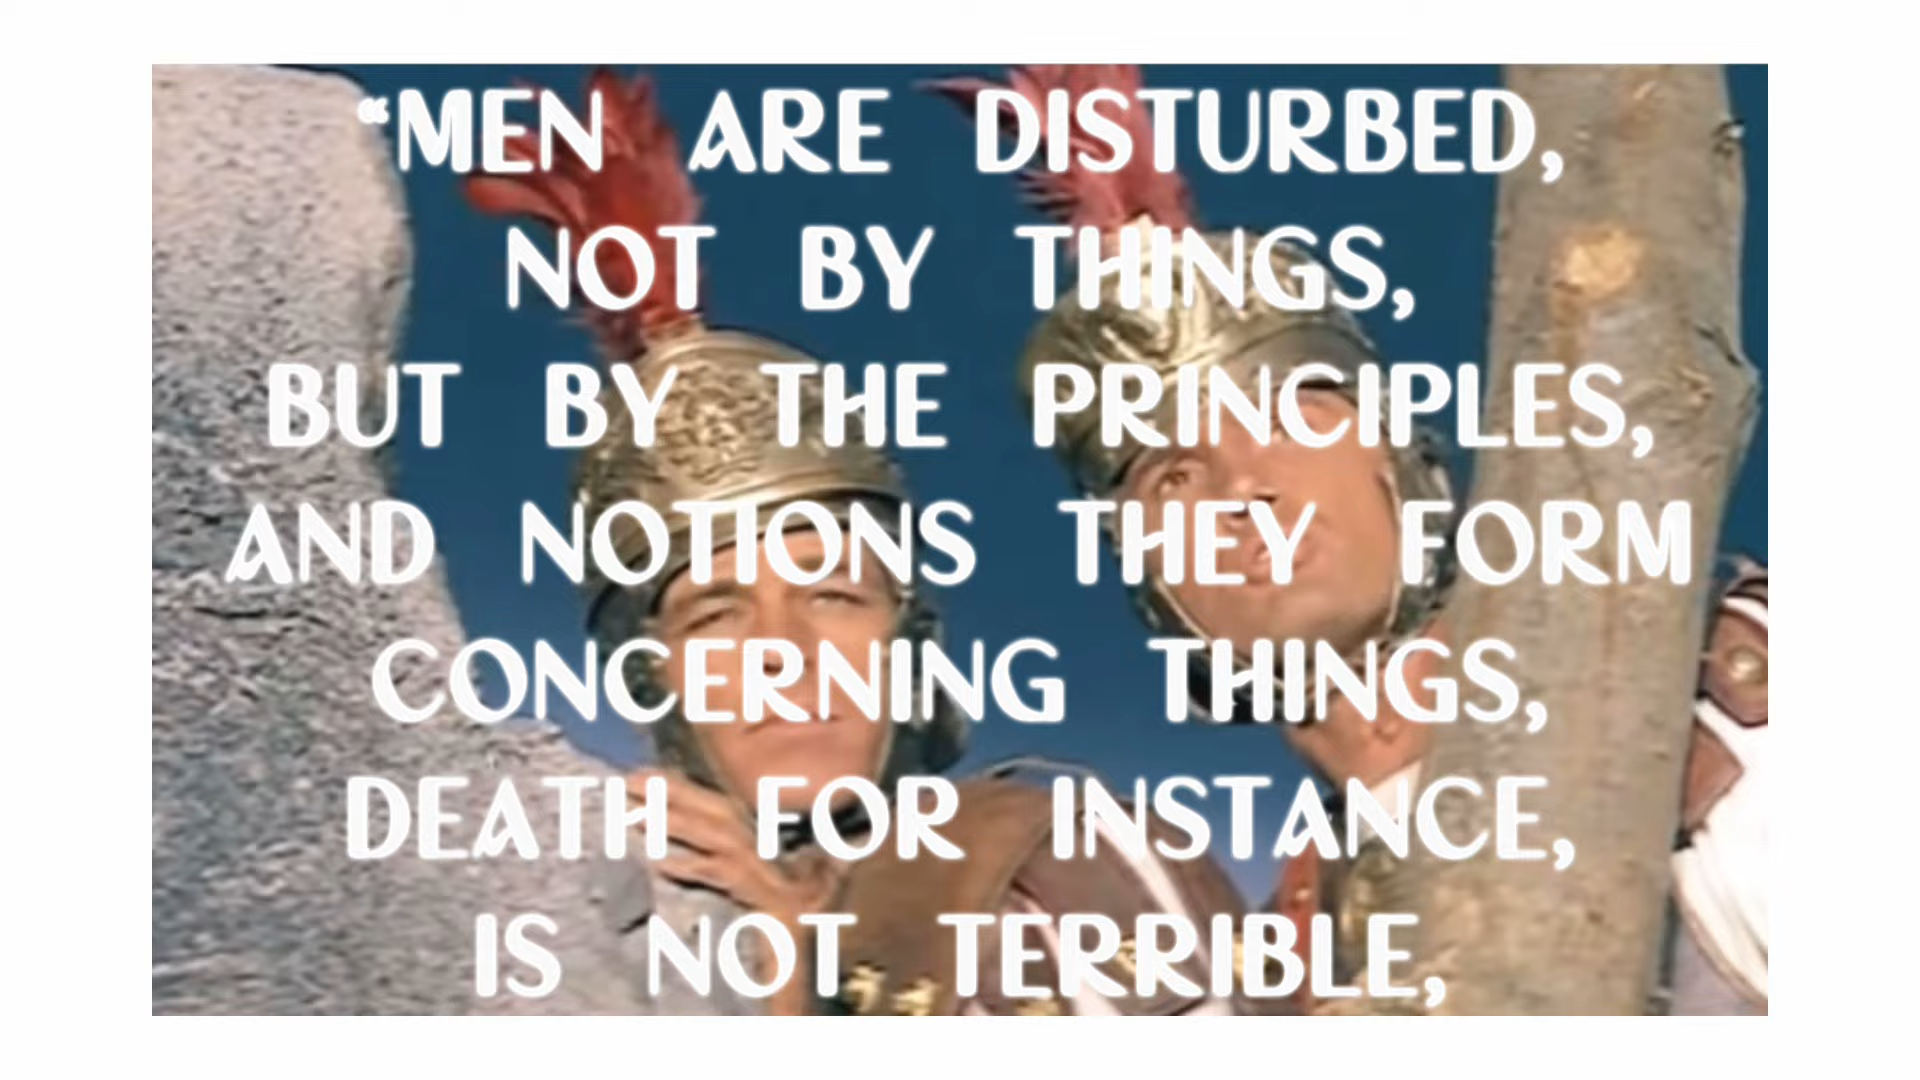 “MEN ARE DISTURBED,
NOT BY THINGS,
BUT BY THE PRINCIPLES,
AND NOTIONS THEY FORM
CONCERNING THINGS,
DEATH FOR INSTANCE,
IS NOT TERRIBLE,